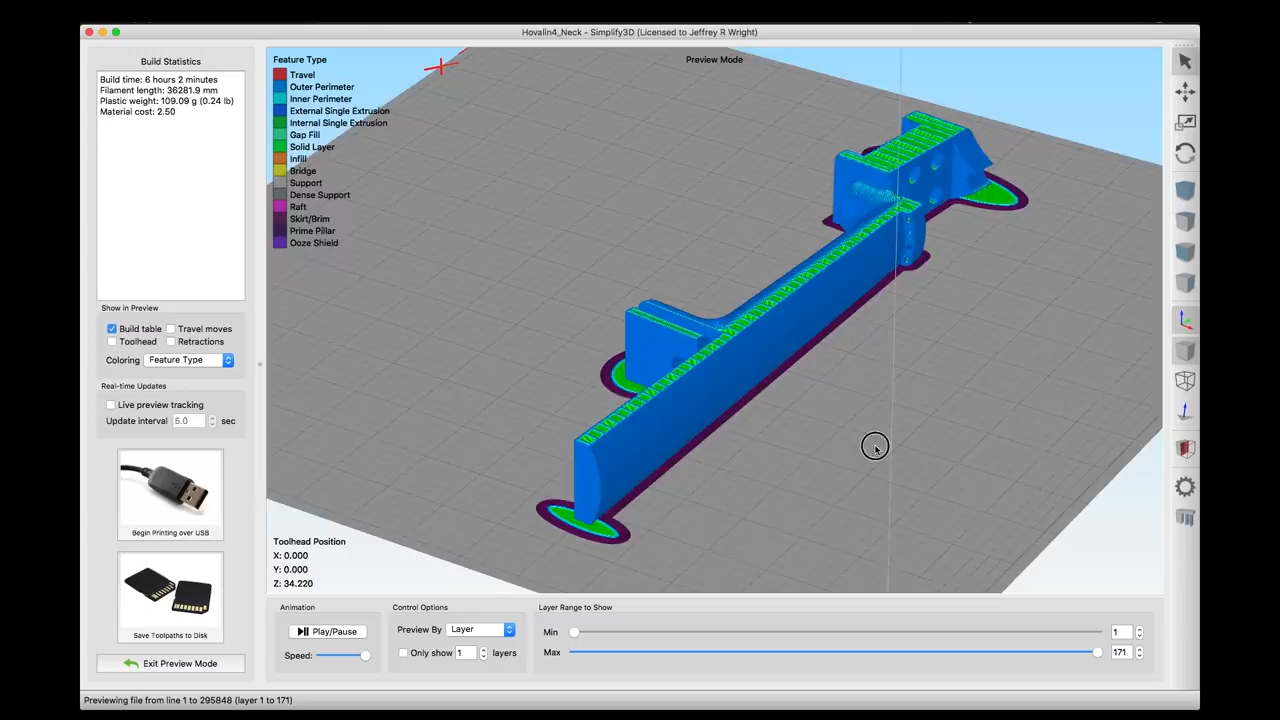 Hovalin4_Neck - Simplify3D (Licensed to Jeffrey R Wright)
Build Statistics
Build time: 6 hours 2 minutes
Filament length: 36281.9 mm
Plastic weight: 109.09 g (0.24 lb)
Material cost: 2.50
Show in Preview
Build table
Travel moves
Toolhead
Retractions
Coloring
Feature Type
Real-time Updates
Live preview tracking
Update interval
5.0
sec
Begin Printing over USB
Save Toolpaths to Disk
Exit Preview Mode
Feature Type
Travel
Outer Perimeter
Inner Perimeter
External Single Extrusion
Internal Single Extrusion
Gap Fill
Solid Layer
Infill
Bridge
Support
Dense Support
Raft
Skirt/Brim
Prime Pillar
Ooze Shield
Preview Mode
Toolhead Position
X: 0.000
Y: 0.000
Z: 34.220
Animation
Play/Pause
Speed:
Control Options
Preview By
Layer
Only show
1
layers
Layer Range to Show
Min
1
Max
171
Previewing file from line 1 to 295848 (layer 1 to 171)